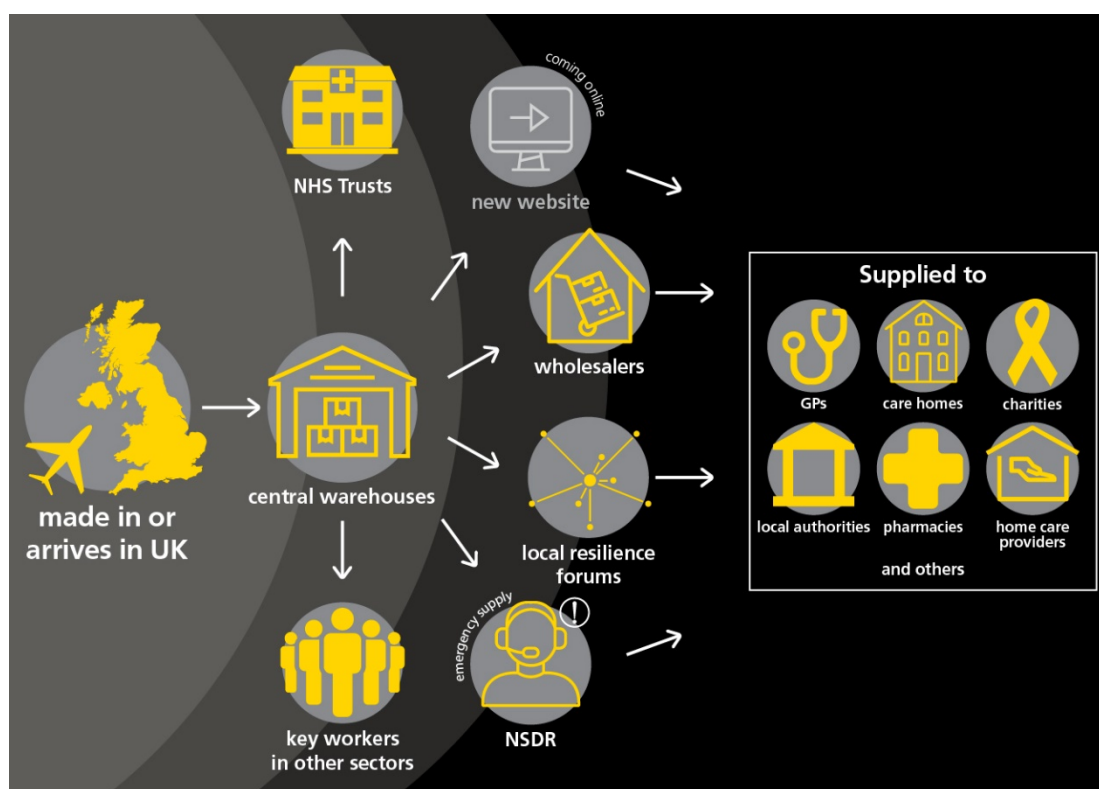 coming online
NHS Trusts
new website
Supplied to
wholesalers
GPs
care homes
charities
central warehouses
made in or
arrives in UK
local authorities
pharmacies
home care
providers
local resilience
forums
and others
emergency supply
!
key workers
in other sectors
NSDR